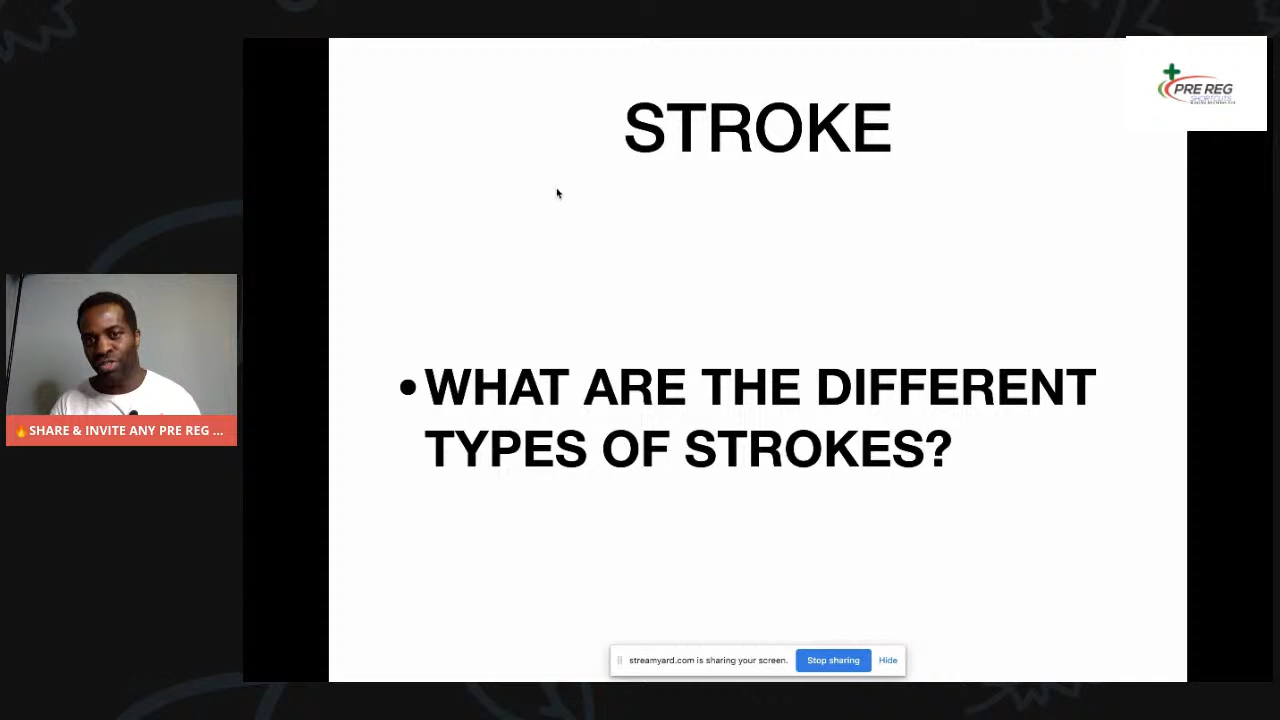 STROKE
PRE REG
SHORTCUTS
• WHAT ARE THE DIFFERENT
TYPES OF STROKES?
🔥SHARE & INVITE ANY PRE REG ...
streamyard.com is sharing your screen.
Stop sharing
Hide